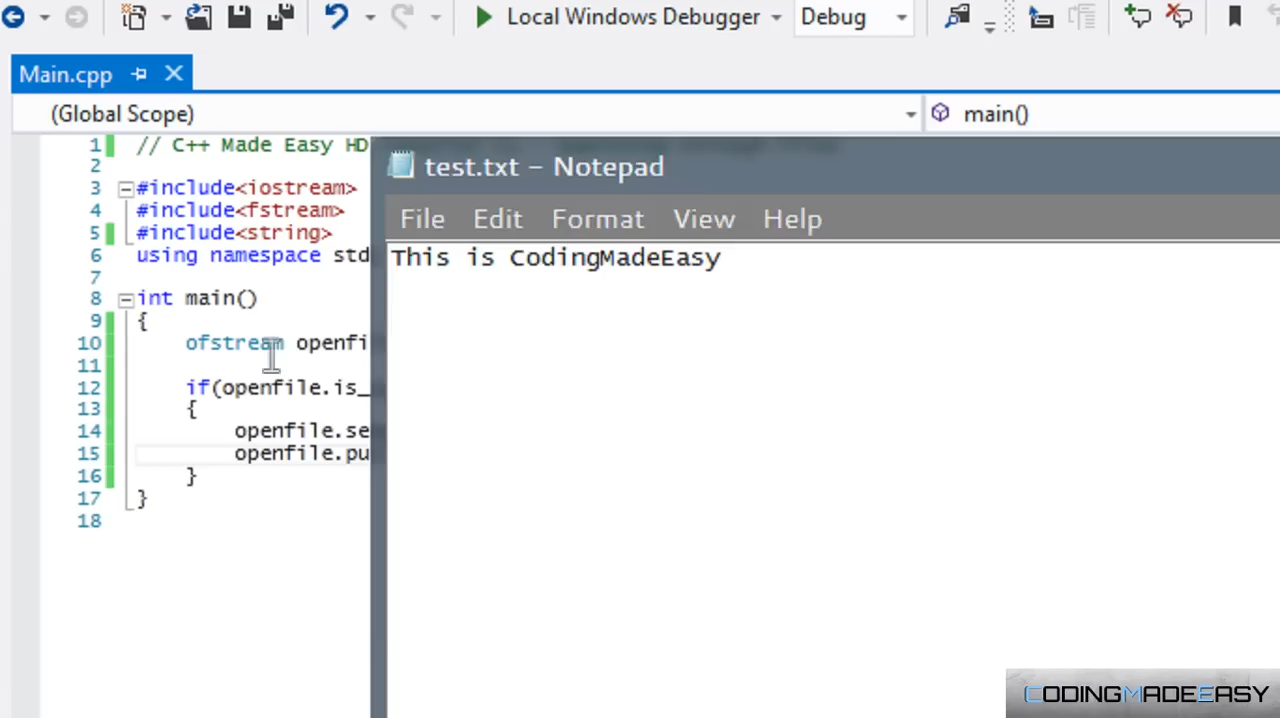 Local Windows Debugger
Debug
Main.cpp
(Global Scope)
main()
1 // C++ Made Easy HD
2
3 #include<iostream>
4 #include<fstream>
5 #include<string>
6 using namespace std
7
8 int main()
9 {
10 ofstream openfi
11
12 if(openfile.is_
13 {
14 openfile.se
15 openfile.pu
16 }
17 }
18
test.txt - Notepad
File Edit Format View Help
This is CodingMadeEasy
CODINGMADEEASY